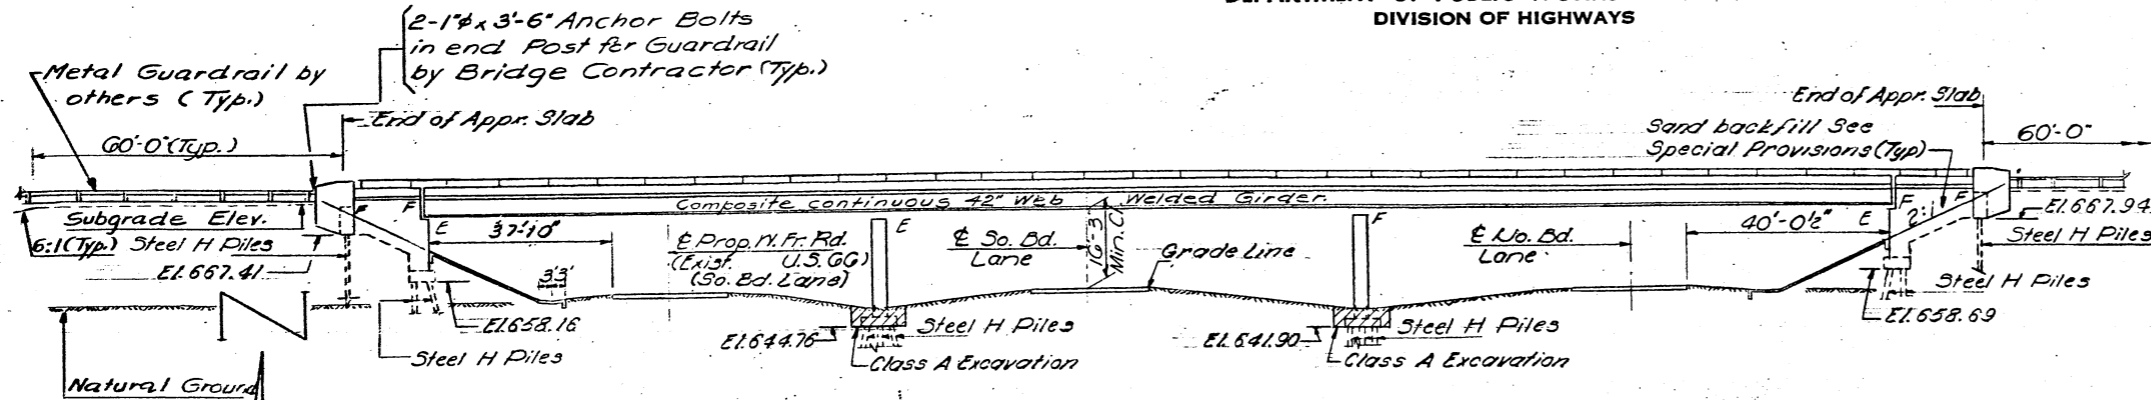 DIVISION OF HIGHWAYS
2-1"φ x 3'-6" Anchor Bolts
in end Post for Guardrail
by Bridge Contractor (Typ.)
Metal Guardrail by
others (Typ.)
End of Appr. Slab
60'-0" (Typ.)
End of Appr. Slab
Sand backfill See
Special Provisions (Typ)
60'-0"
Composite continuous 42" Web Welded Girder
Subgrade Elev.
6:1 (Typ.)
Steel H Piles
El. 667.41
F
F
E
37'-10"
3'3'
℄ Prop. N. Fr. Rd.
(Exist. U.S. 66)
(So. Bd. Lane)
E
℄ So. Bd.
Lane
16'-3"
Min. Cl.
Grade Line
F
℄ No. Bd.
Lane
40'-0½"
E
F
2:1
F
El. 667.94
Steel H Piles
Steel H Piles
El. 658.16
Steel H Piles
El. 644.76
Steel H Piles
Class A Excavation
El. 641.90
Steel H Piles
Class A Excavation
El. 658.69
Natural Ground